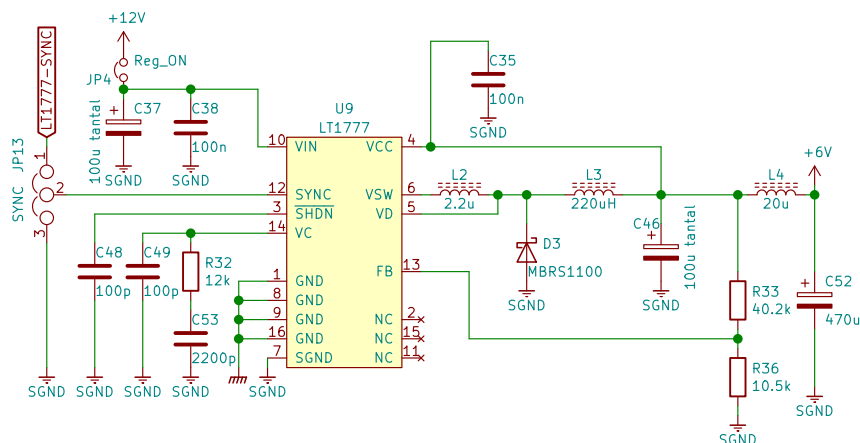 +12V
LT1777-SYNC
Reg_ON
JP4
C37
100u tantal
SGND
C38
100n
SGND
C35
100n
SGND
U9
LT1777
10 VIN
VCC 4
12 SYNC
3 SHDN
14 VC
VSW 6
VD 5
FB 13
1 GND
8 GND
9 GND
16 GND
7 SGND
NC 2
NC 15
NC 11
SYNC JP13
1
2
3
L2
2.2u
L3
220uH
L4
20u
+6V
D3
MBRS1100
SGND
C46
100u tantal
SGND
C48
100p
C49
100p
R32
12k
C53
2200p
R33
40.2k
C52
470u
R36
10.5k
SGND
SGND
SGND
SGND
SGND
SGND
SGND